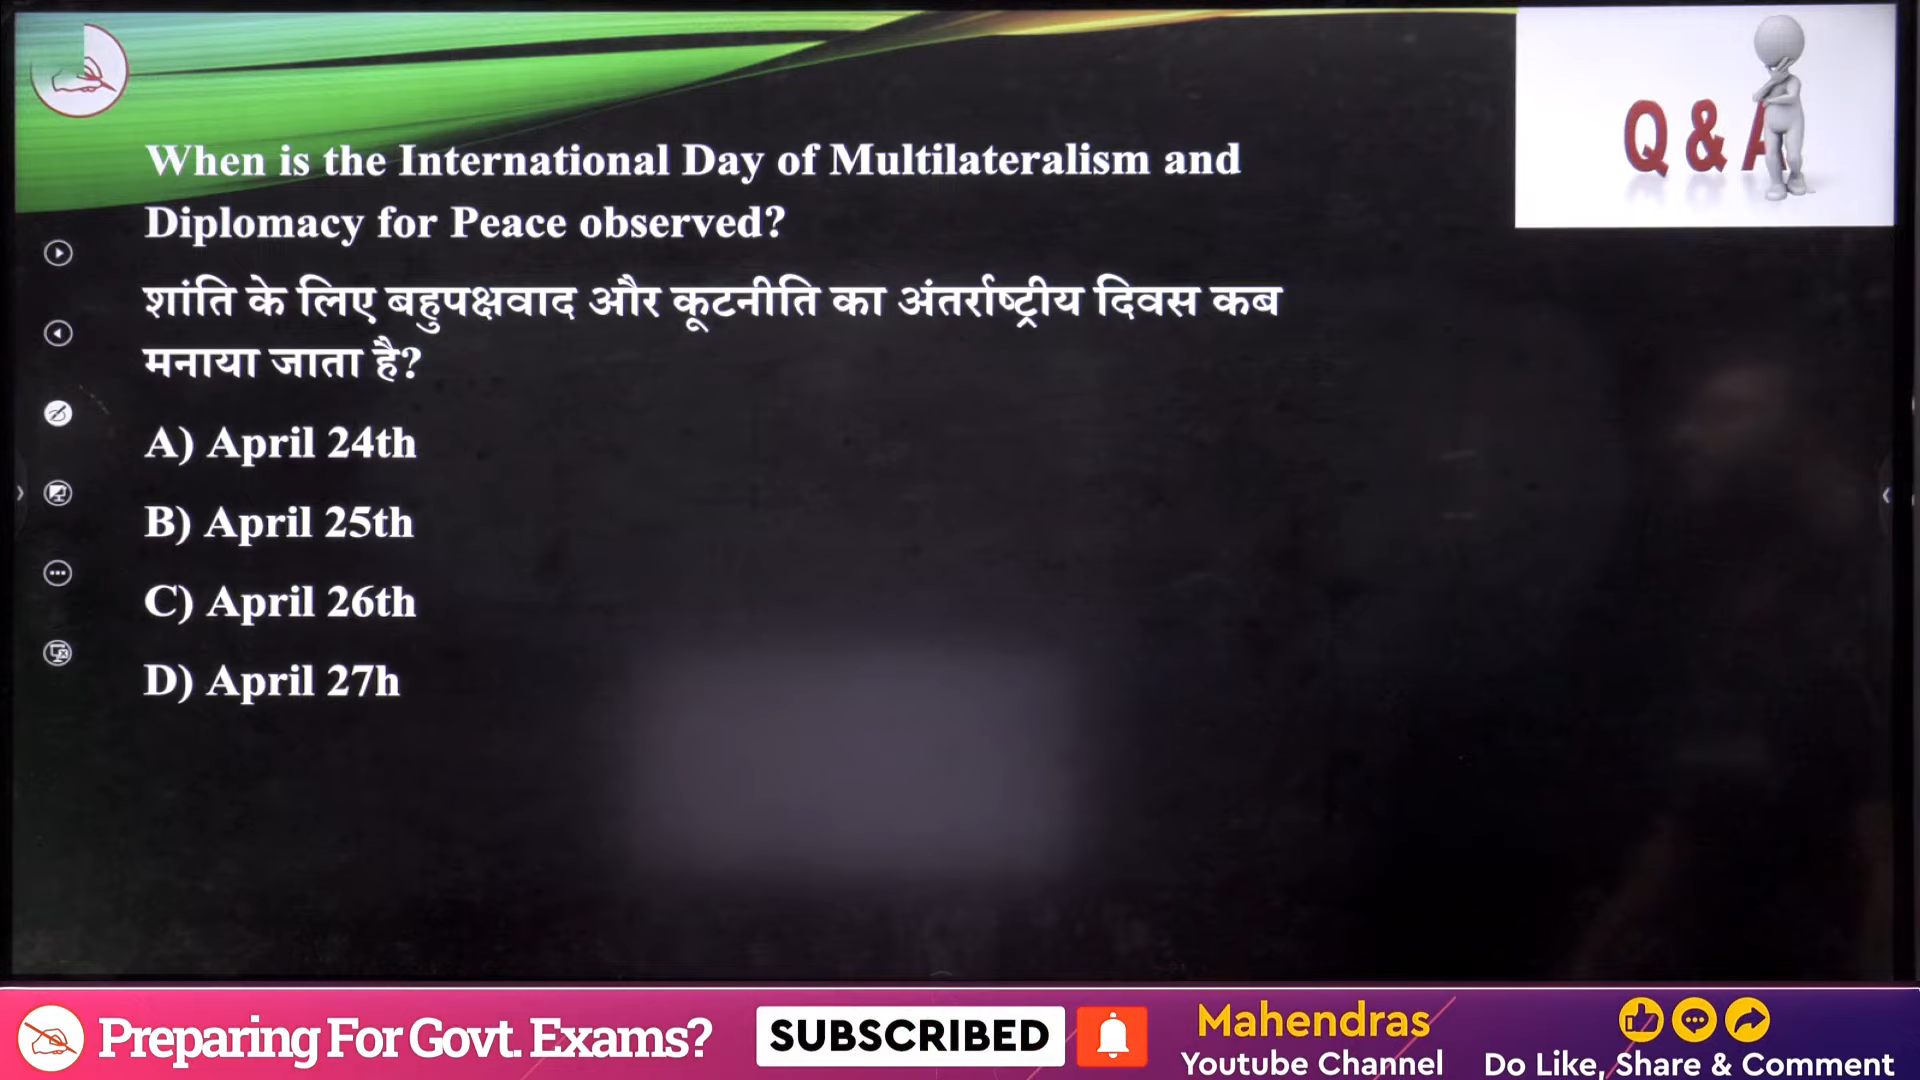 Q & A
When is the International Day of Multilateralism and
Diplomacy for Peace observed?
शांति के लिए बहुपक्षवाद और कूटनीति का अंतर्राष्ट्रीय दिवस कब
मनाया जाता है?
A) April 24th
B) April 25th
C) April 26th
D) April 27h
Preparing For Govt. Exams?
SUBSCRIBED
Mahendras
Youtube Channel
Do Like, Share & Comment